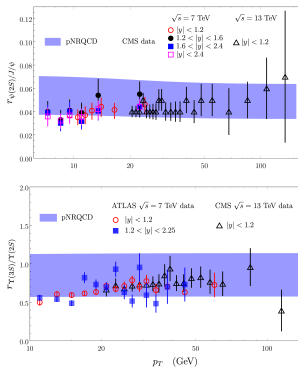 √s = 7 TeV
√s = 13 TeV
pNRQCD
CMS data
|y| < 1.2
1.2 < |y| < 1.6
1.6 < |y| < 2.4
|y| < 2.4
|y| < 1.2
r_ψ(2S)/J/ψ
0.12
0.10
0.08
0.06
0.04
0.02
0.00
10
50
100
ATLAS √s = 7 TeV data
CMS √s = 13 TeV data
pNRQCD
|y| < 1.2
1.2 < |y| < 2.25
|y| < 1.2
r_Υ(3S)/Υ(2S)
2.0
1.5
1.0
0.5
0.0
10
50
100
p_T (GeV)